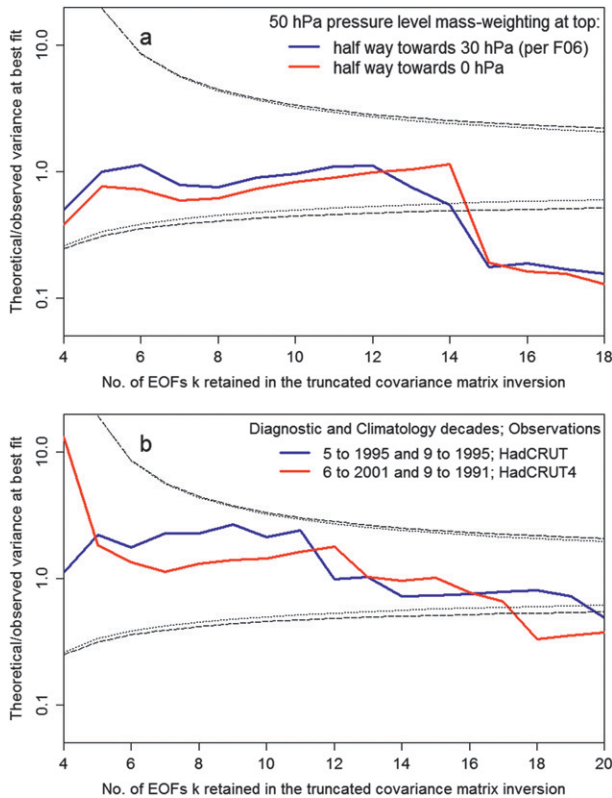 a
50 hPa pressure level mass-weighting at top:
half way towards 30 hPa (per F06)
half way towards 0 hPa
Theoretical/observed variance at best fit
10.0
1.0
0.1
4 6 8 10 12 14 16 18
No. of EOFs k retained in the truncated covariance matrix inversion
b
Diagnostic and Climatology decades; Observations
5 to 1995 and 9 to 1995; HadCRUT
6 to 2001 and 9 to 1991; HadCRUT4
Theoretical/observed variance at best fit
10.0
1.0
0.1
4 6 8 10 12 14 16 18 20
No. of EOFs k retained in the truncated covariance matrix inversion